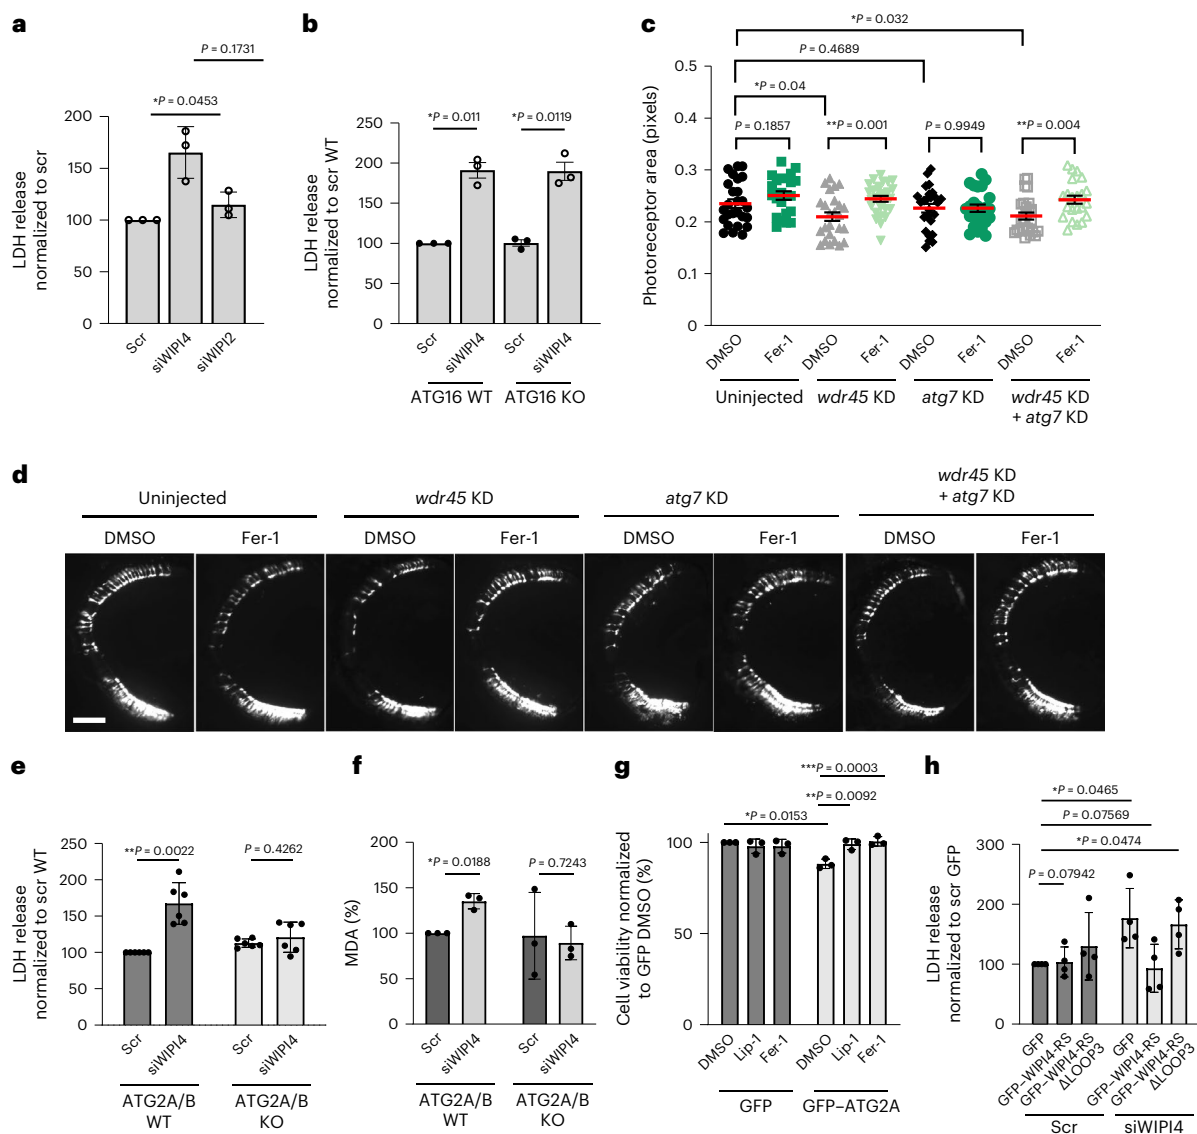 a
P = 0.1731
*P = 0.0453
LDH release
normalized to scr
200
150
100
50
0
Scr
siWIPI4
siWIPI2
b
*P = 0.011
*P = 0.0119
LDH release
normalized to scr WT
250
200
150
100
50
0
Scr
siWIPI4
Scr
siWIPI4
ATG16 WT
ATG16 KO
c
*P = 0.032
P = 0.4689
*P = 0.04
P = 0.1857
**P = 0.001
P = 0.9949
**P = 0.004
Photoreceptor area (pixels)
0.5
0.4
0.3
0.2
0.1
0
DMSO
Fer-1
DMSO
Fer-1
DMSO
Fer-1
DMSO
Fer-1
Uninjected
wdr45 KD
atg7 KD
wdr45 KD
+ atg7 KD
d
Uninjected
wdr45 KD
atg7 KD
wdr45 KD
+ atg7 KD
DMSO
Fer-1
DMSO
Fer-1
DMSO
Fer-1
DMSO
Fer-1
e
**P = 0.0022
P = 0.4262
LDH release
normalized to scr WT
250
200
150
100
50
0
Scr
siWIPI4
Scr
siWIPI4
ATG2A/B
WT
ATG2A/B
KO
f
*P = 0.0188
P = 0.7243
MDA (%)
200
150
100
50
0
Scr
siWIPI4
Scr
siWIPI4
ATG2A/B
WT
ATG2A/B
KO
g
***P = 0.0003
**P = 0.0092
*P = 0.0153
Cell viability normalized
to GFP DMSO (%)
100
50
0
DMSO
Lip-1
Fer-1
DMSO
Lip-1
Fer-1
GFP
GFP–ATG2A
h
*P = 0.0465
P = 0.07569
*P = 0.0474
P = 0.07942
LDH release
normalized to scr GFP
300
200
100
0
GFP
GFP–WIPI4-RS
GFP–WIPI4-RS
ΔLOOP3
GFP
GFP–WIPI4-RS
GFP–WIPI4-RS
ΔLOOP3
Scr
siWIPI4